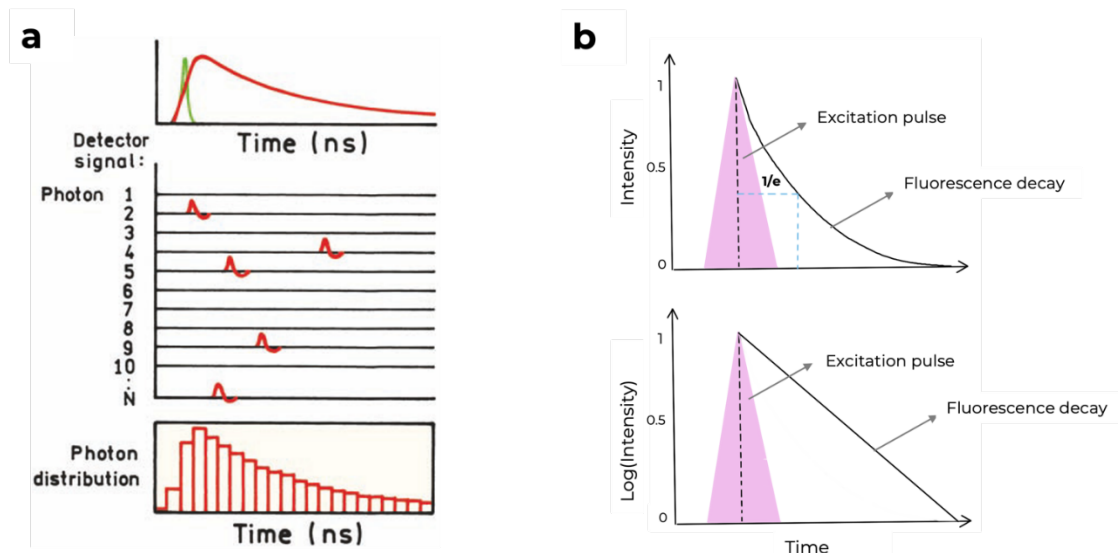 a
Time (ns)
Detector
signal:
Photon 1
2
3
4
5
6
7
8
9
10
:
N
Photon
distribution
Time (ns)
b
Intensity
1
0.5
0
Excitation pulse
1/e
Fluorescence decay
Log(Intensity)
1
0.5
0
Excitation pulse
Fluorescence decay
Time